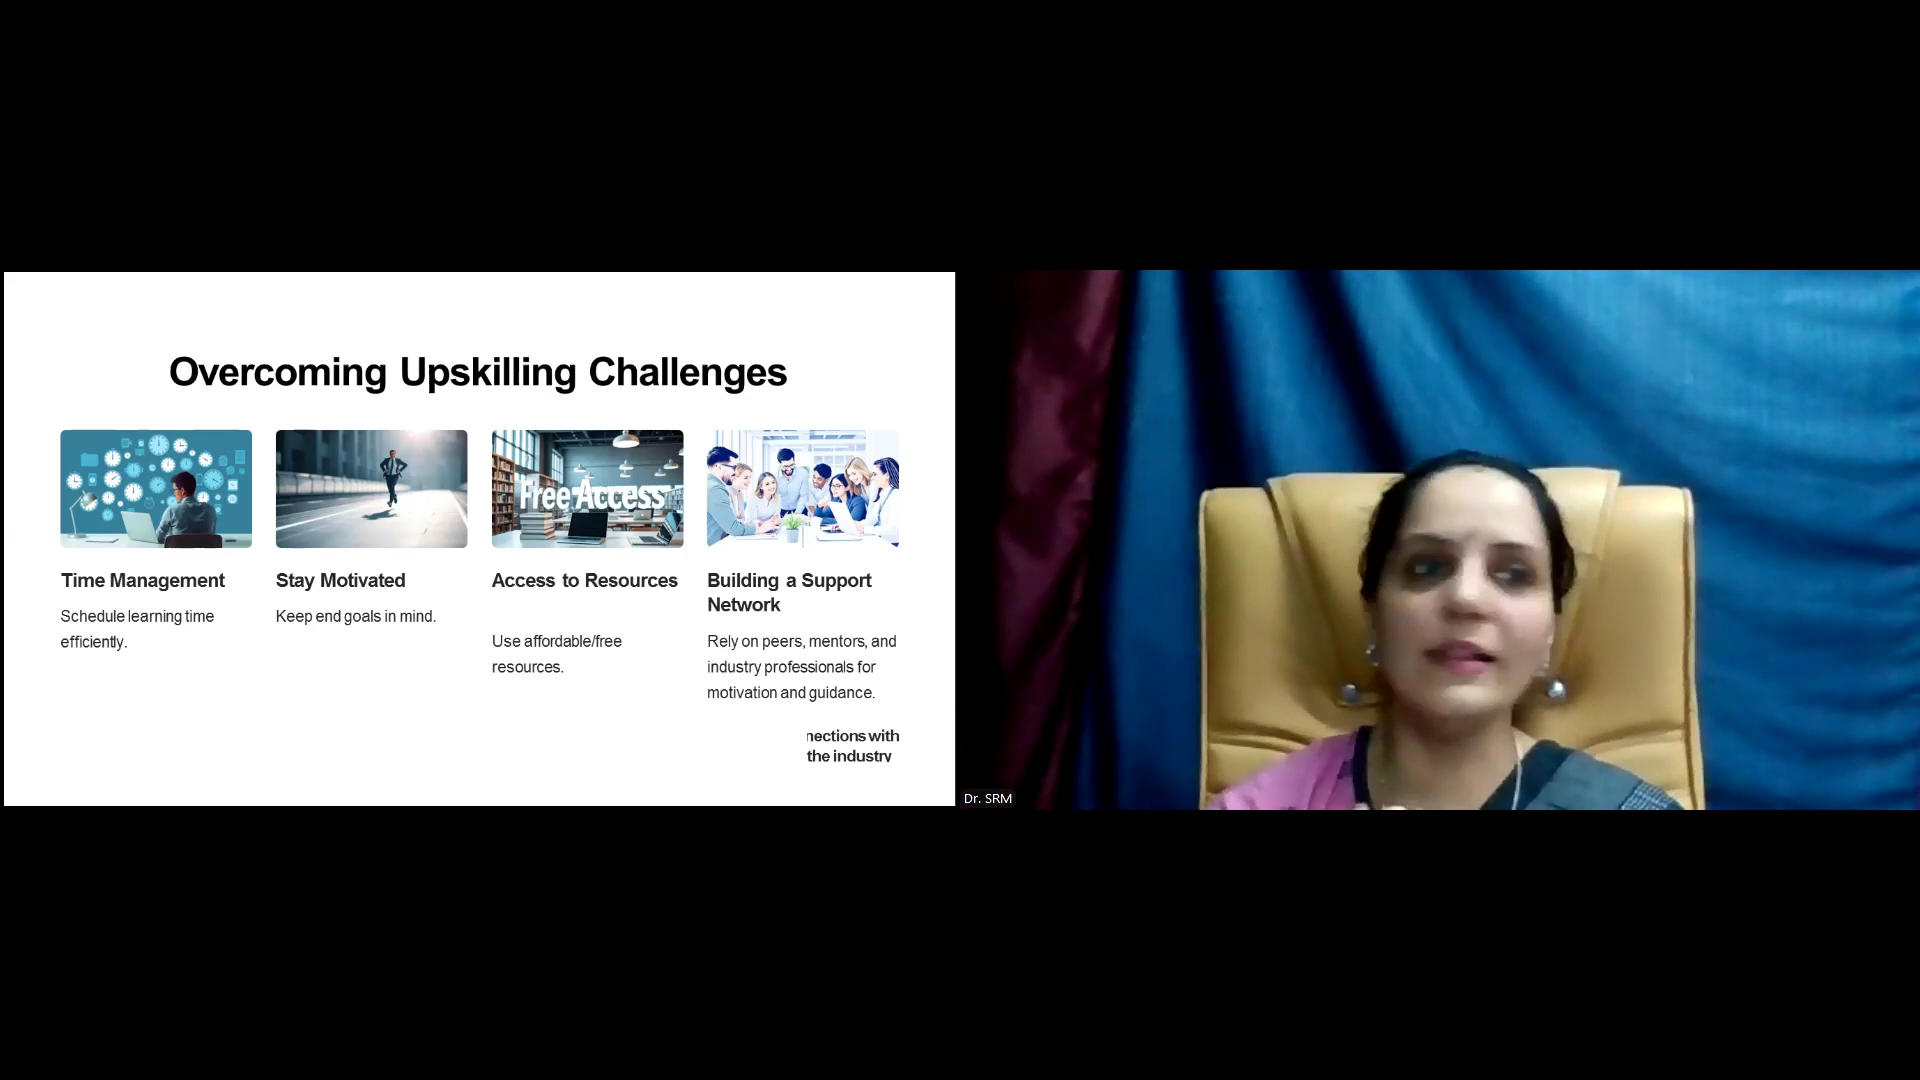 Overcoming Upskilling Challenges
Free Access
Time Management
Schedule learning time
efficiently.
Stay Motivated
Keep end goals in mind.
Access to Resources
Use affordable/free
resources.
Building a Support
Network
Rely on peers, mentors, and
industry professionals for
motivation and guidance.
nections with
the industry
Dr. SRM